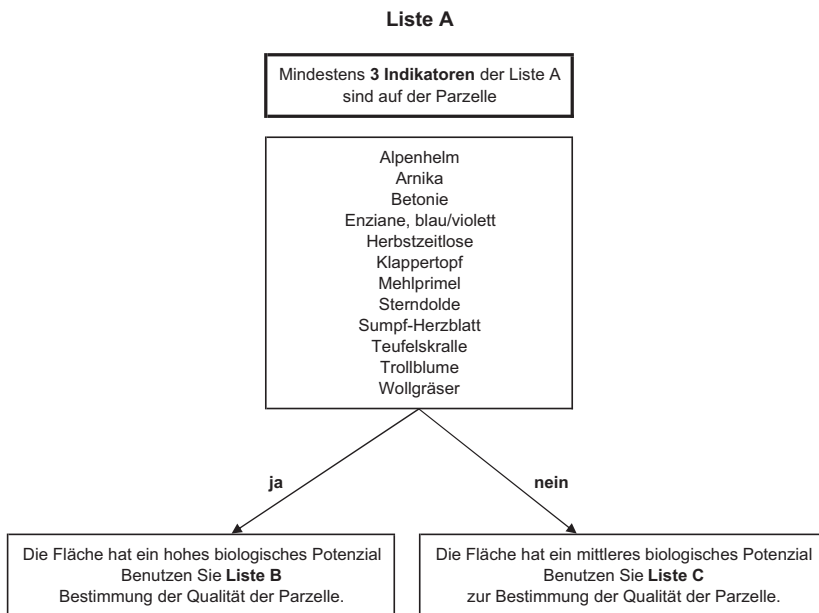 Liste A
Mindestens 3 Indikatoren der Liste A
sind auf der Parzelle
Alpenhelm
Arnika
Betonie
Enziane, blau/violett
Herbstzeitlose
Klappertopf
Mehlprimel
Sterndolde
Sumpf-Herzblatt
Teufelskralle
Trollblume
Wollgräser
ja
nein
Die Fläche hat ein hohes biologisches Potenzial
Benutzen Sie Liste B
Bestimmung der Qualität der Parzelle.
Die Fläche hat ein mittleres biologisches Potenzial
Benutzen Sie Liste C
zur Bestimmung der Qualität der Parzelle.